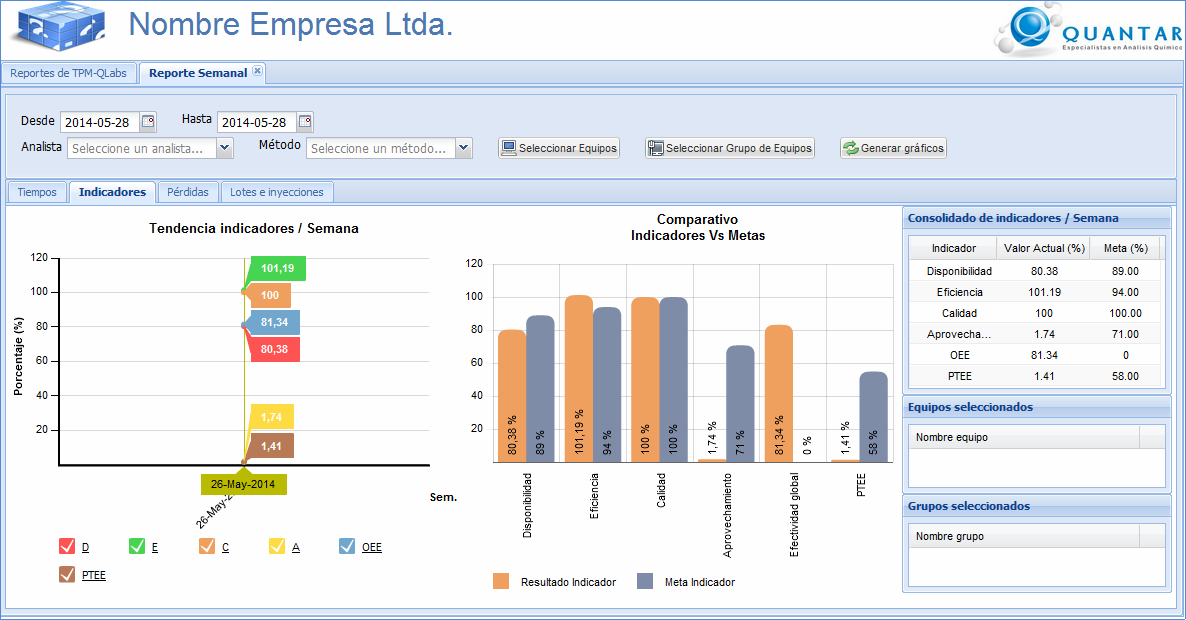 Nombre Empresa Ltda.
QUANTAR
Especialistas en Análisis Químico
Reportes de TPM-QLabs
Reporte Semanal
Desde 2014-05-28 Hasta 2014-05-28
Analista Seleccione un analista... Método Seleccione un método... Seleccionar Equipos Seleccionar Grupo de Equipos Generar gráficos
Tiempos Indicadores Pérdidas Lotes e inyecciones
Tendencia indicadores / Semana
Porcentaje (%)
120
100
80
60
40
20
101,19
100
81,34
80,38
1,74
1,41
26-May-2014
26-May-2
Sem.
D E C A OEE
PTEE
Comparativo
Indicadores Vs Metas
120
100
80
60
40
20
80,38 %
89 %
101,19 %
94 %
100 %
100 %
1,74 %
71 %
81,34 %
0 %
1,41 %
58 %
Disponibilidad
Eficiencia
Calidad
Aprovechamiento
Efectividad global
PTEE
Resultado Indicador Meta Indicador
Consolidado de indicadores / Semana
Indicador Valor Actual (%) Meta (%)
Disponibilidad 80.38 89.00
Eficiencia 101.19 94.00
Calidad 100 100.00
Aprovecha... 1.74 71.00
OEE 81.34 0
PTEE 1.41 58.00
Equipos seleccionados
Nombre equipo
Grupos seleccionados
Nombre grupo